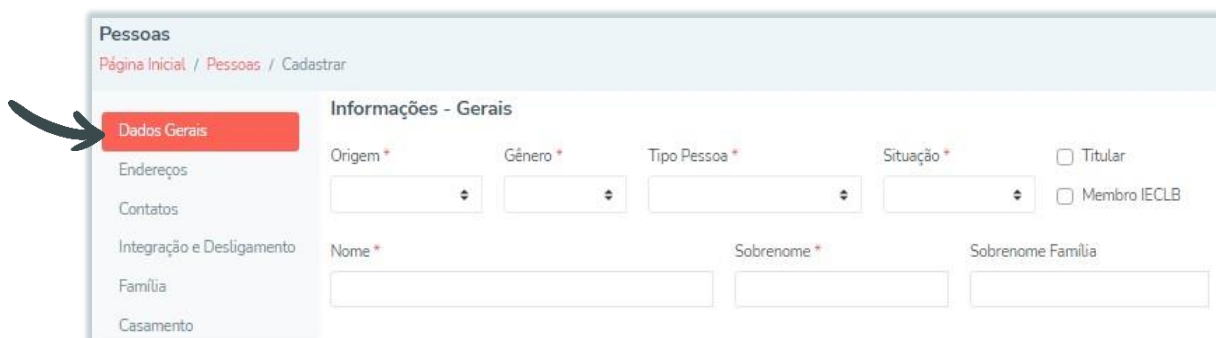 Pessoas
Página Inicial / Pessoas / Cadastrar
Dados Gerais
Endereços
Contatos
Integração e Desligamento
Família
Casamento
Informações - Gerais
Origem * Gênero * Tipo Pessoa * Situação * Titular
Membro IECLB
Nome * Sobrenome * Sobrenome Família